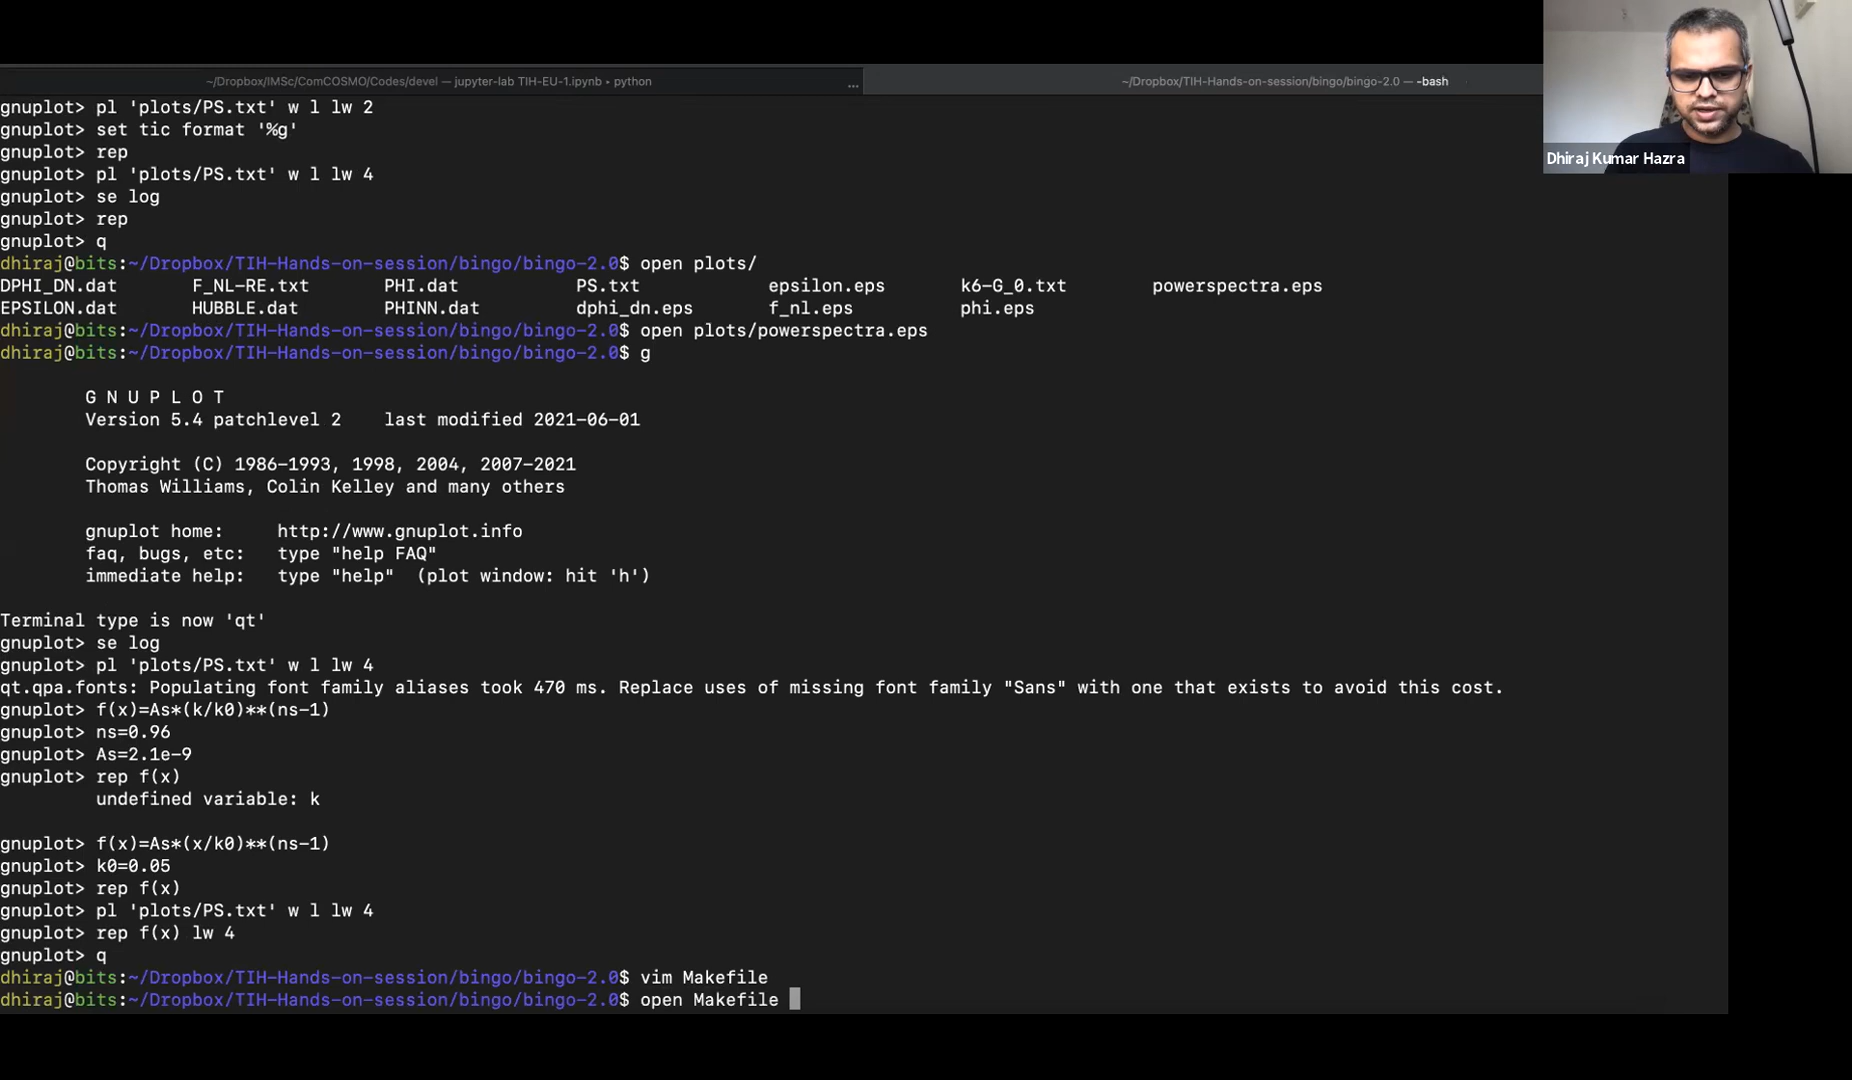 ~/Dropbox/IMSc/ComCOSMO/Codes/devel — jupyter-lab TIH-EU-1.ipynb ▸ python ... ~/Dropbox/TIH-Hands-on-session/bingo/bingo-2.0 — -bash
gnuplot> pl 'plots/PS.txt' w l lw 2
gnuplot> set tic format '%g'
gnuplot> rep
Dhiraj Kumar Hazra
gnuplot> pl 'plots/PS.txt' w l lw 4
gnuplot> se log
gnuplot> rep
gnuplot> q
dhiraj@bits:~/Dropbox/TIH-Hands-on-session/bingo/bingo-2.0$ open plots/
DPHI_DN.dat F_NL-RE.txt PHI.dat PS.txt epsilon.eps k6-G_0.txt powerspectra.eps
EPSILON.dat HUBBLE.dat PHINN.dat dphi_dn.eps f_nl.eps phi.eps
dhiraj@bits:~/Dropbox/TIH-Hands-on-session/bingo/bingo-2.0$ open plots/powerspectra.eps
dhiraj@bits:~/Dropbox/TIH-Hands-on-session/bingo/bingo-2.0$ g
G N U P L O T
Version 5.4 patchlevel 2 last modified 2021-06-01
Copyright (C) 1986-1993, 1998, 2004, 2007-2021
Thomas Williams, Colin Kelley and many others
gnuplot home: http://www.gnuplot.info
faq, bugs, etc: type "help FAQ"
immediate help: type "help" (plot window: hit 'h')
Terminal type is now 'qt'
gnuplot> se log
gnuplot> pl 'plots/PS.txt' w l lw 4
qt.qpa.fonts: Populating font family aliases took 470 ms. Replace uses of missing font family "Sans" with one that exists to avoid this cost.
gnuplot> f(x)=As*(k/k0)**(ns-1)
gnuplot> ns=0.96
gnuplot> As=2.1e-9
gnuplot> rep f(x)
undefined variable: k
gnuplot> f(x)=As*(x/k0)**(ns-1)
gnuplot> k0=0.05
gnuplot> rep f(x)
gnuplot> pl 'plots/PS.txt' w l lw 4
gnuplot> rep f(x) lw 4
gnuplot> q
dhiraj@bits:~/Dropbox/TIH-Hands-on-session/bingo/bingo-2.0$ vim Makefile
dhiraj@bits:~/Dropbox/TIH-Hands-on-session/bingo/bingo-2.0$ open Makefile